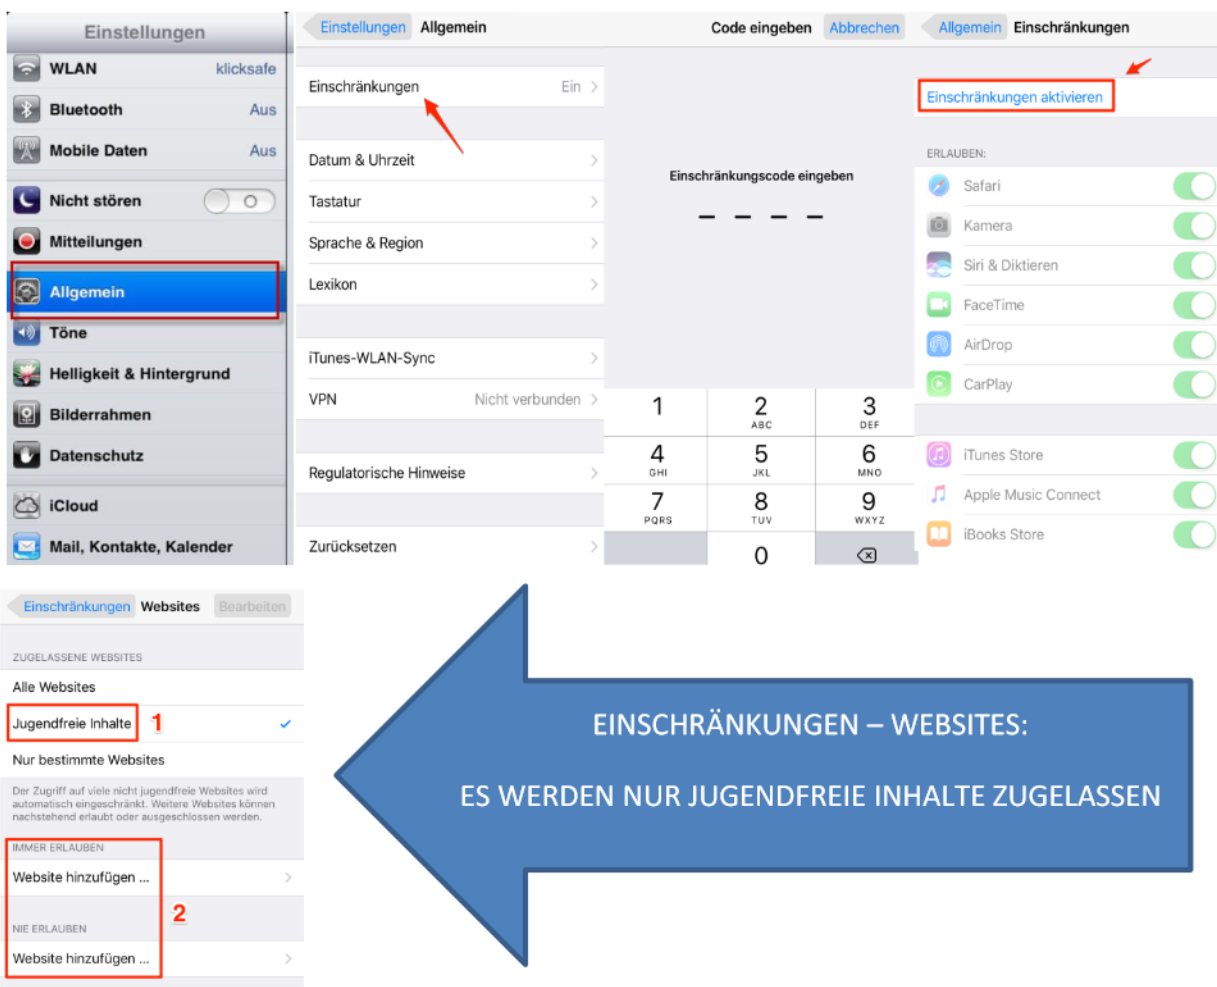 Einstellungen
WLAN klicksafe
Bluetooth Aus
Mobile Daten Aus
Nicht stören
Mitteilungen
Allgemein
Töne
Helligkeit & Hintergrund
Bilderrahmen
Datenschutz
iCloud
Mail, Kontakte, Kalender
Einstellungen Allgemein
Einschränkungen Ein
Datum & Uhrzeit
Tastatur
Sprache & Region
Lexikon
iTunes-WLAN-Sync
VPN Nicht verbunden
Regulatorische Hinweise
Zurücksetzen
Code eingeben Abbrechen
Einschränkungscode eingeben
1 2 3
ABC DEF
4 5 6
GHI JKL MNO
7 8 9
PQRS TUV WXYZ
0
Allgemein Einschränkungen
Einschränkungen aktivieren
ERLAUBEN:
Safari
Kamera
Siri & Diktieren
FaceTime
AirDrop
CarPlay
iTunes Store
Apple Music Connect
iBooks Store
Einschränkungen Websites Bearbeiten
ZUGELASSENE WEBSITES
Alle Websites
Jugendfreie Inhalte 1
Nur bestimmte Websites
Der Zugriff auf viele nicht jugendfreie Websites wird
automatisch eingeschränkt. Weitere Websites können
nachstehend erlaubt oder ausgeschlossen werden.
IMMER ERLAUBEN
Website hinzufügen ...
2
NIE ERLAUBEN
Website hinzufügen ...
EINSCHRÄNKUNGEN – WEBSITES:
ES WERDEN NUR JUGENDFREIE INHALTE ZUGELASSEN